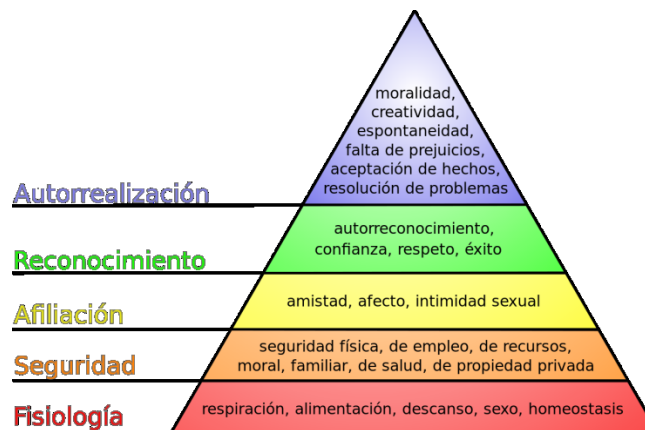 moralidad,
creatividad,
espontaneidad,
falta de prejuicios,
aceptación de hechos,
resolución de problemas
Autorrealización
autorreconocimiento,
confianza, respeto, éxito
Reconocimiento
amistad, afecto, intimidad sexual
Afiliación
seguridad física, de empleo, de recursos,
moral, familiar, de salud, de propiedad privada
Seguridad
respiración, alimentación, descanso, sexo, homeostasis
Fisiología